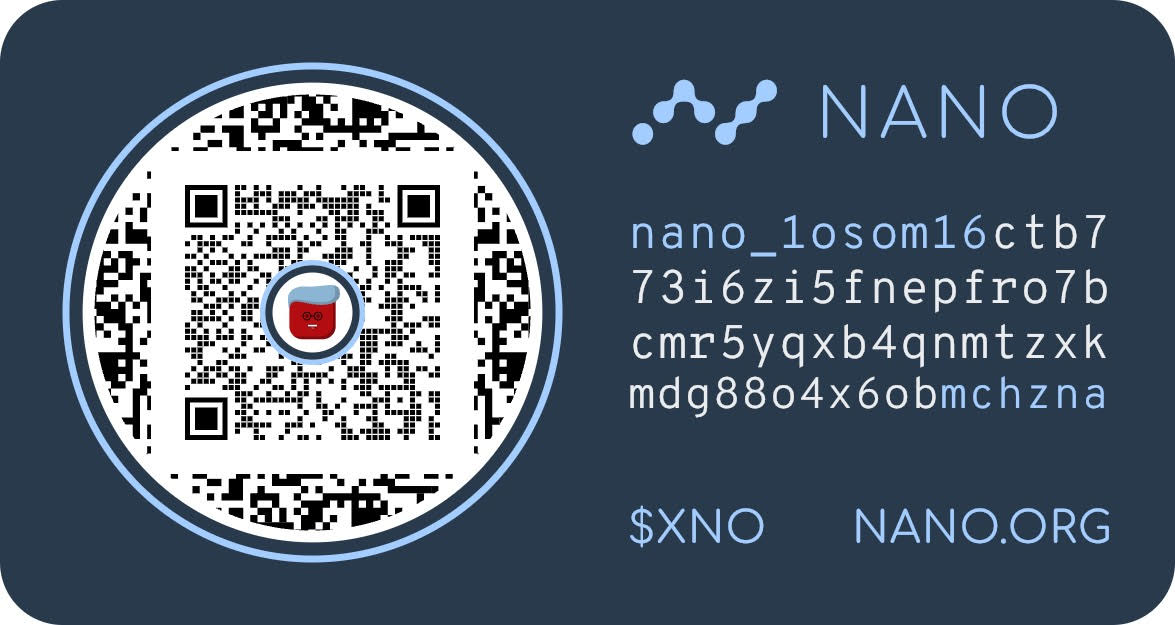 NANO
nano_1osom16ctb7
73i6zi5fnepfro7b
cmr5yqxb4qnmtzxk
mdg88o4x6obmchzna
$XNO NANO.ORG